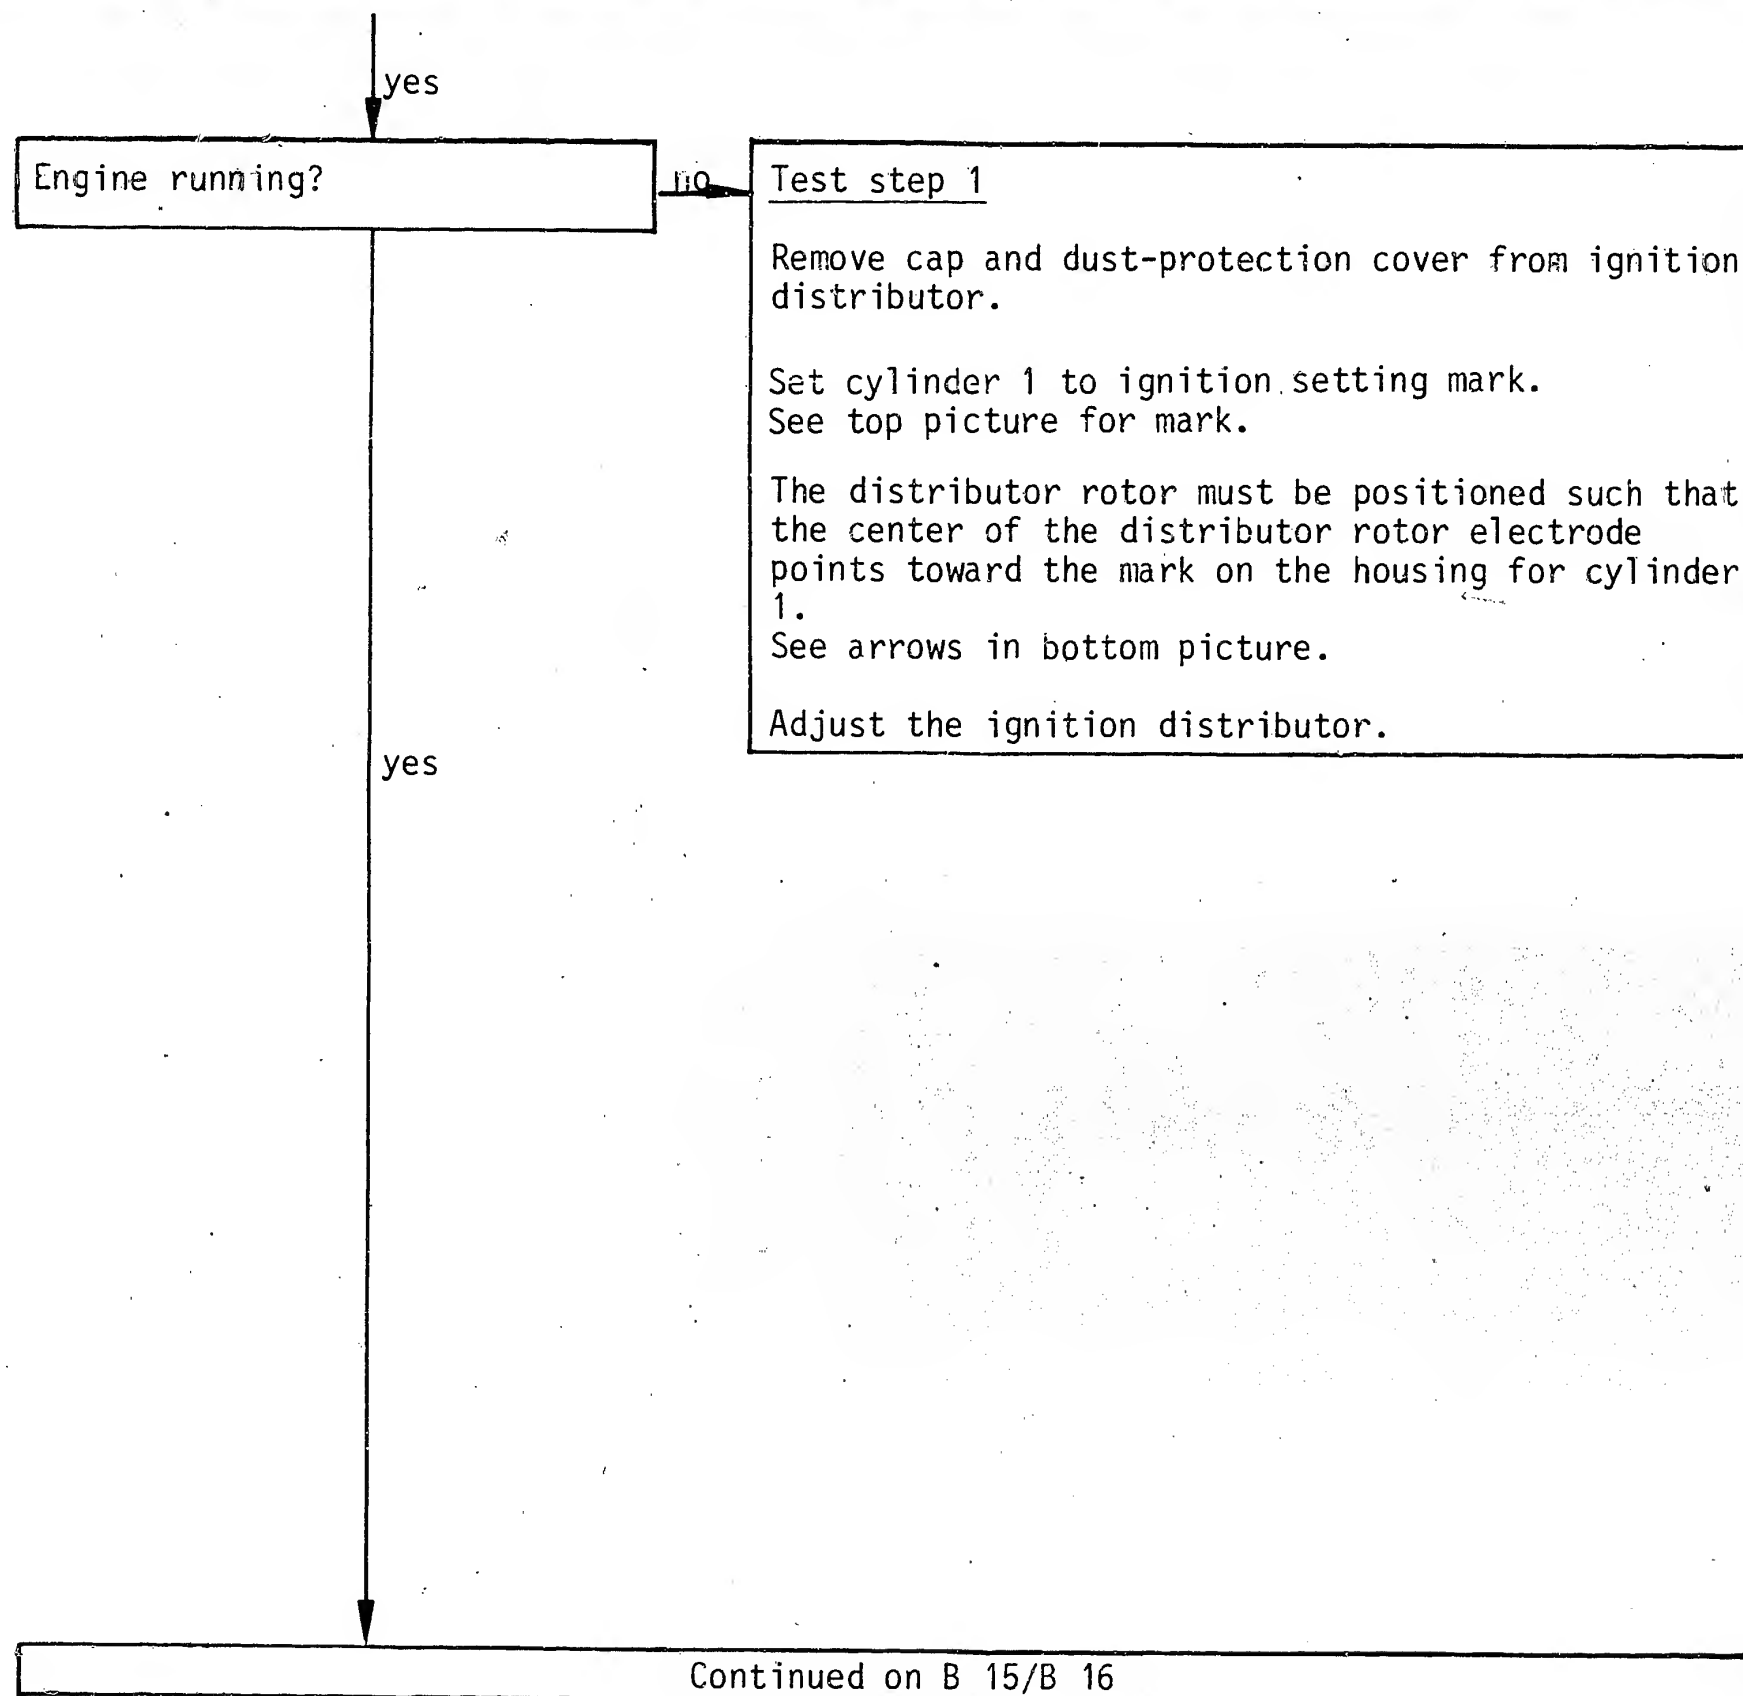 yes
Engine running?
no
Test step 1
Remove cap and dust-protection cover from ignition
distributor.
Set cylinder 1 to ignition setting mark.
See top picture for mark.
The distributor rotor must be positioned such that
the center of the distributor rotor electrode
points toward the mark on the housing for cylinder
1.
See arrows in bottom picture.
Adjust the ignition distributor.
yes
Continued on B 15/B 16